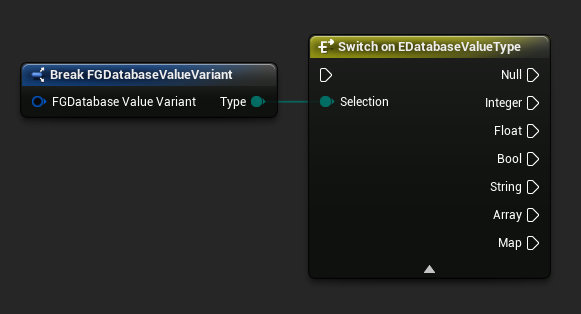 Break FGDatabaseValueVariant
FGDatabase Value Variant
Type
Switch on EDatabaseValueType
Selection
Null
Integer
Float
Bool
String
Array
Map